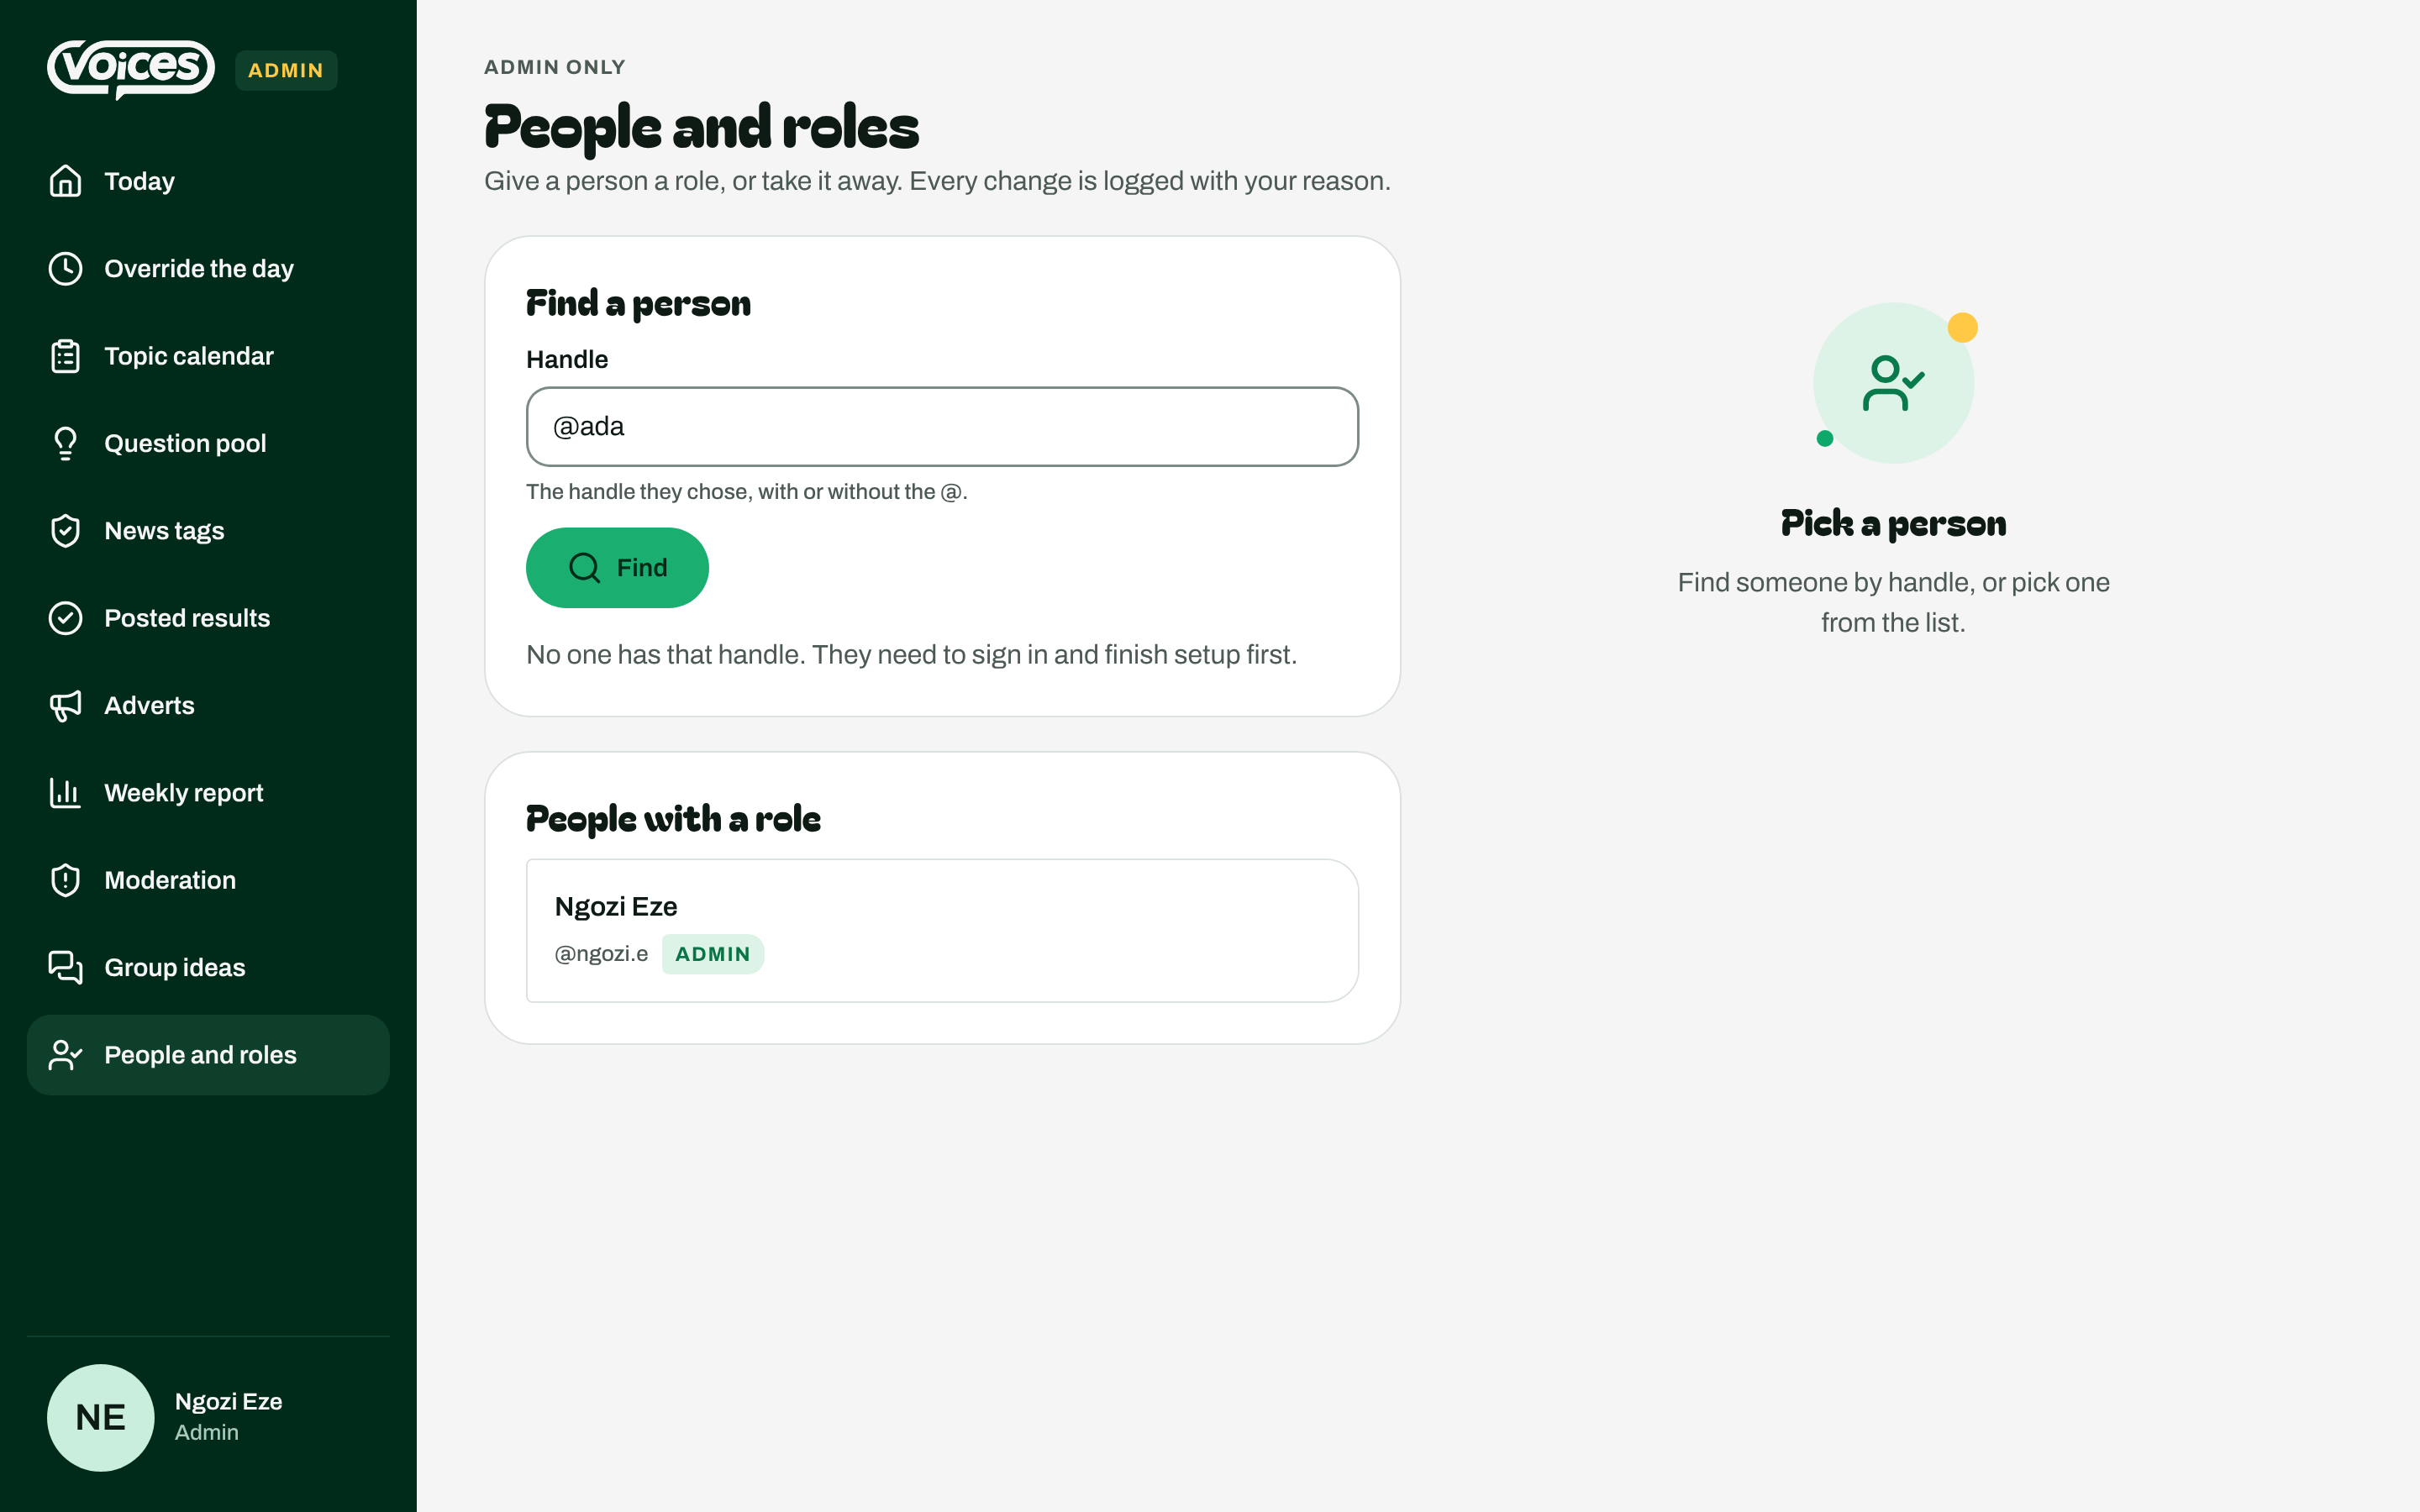 voices
ADMIN
Today
Override the day
Topic calendar
Question pool
News tags
Posted results
Adverts
Weekly report
Moderation
Group ideas
People and roles
NE
Ngozi Eze
Admin
ADMIN ONLY
People and roles
Give a person a role, or take it away. Every change is logged with your reason.
Find a person
Handle
@ada
The handle they chose, with or without the @.
Find
No one has that handle. They need to sign in and finish setup first.
People with a role
Ngozi Eze
@ngozi.e ADMIN
Pick a person
Find someone by handle, or pick one
from the list.